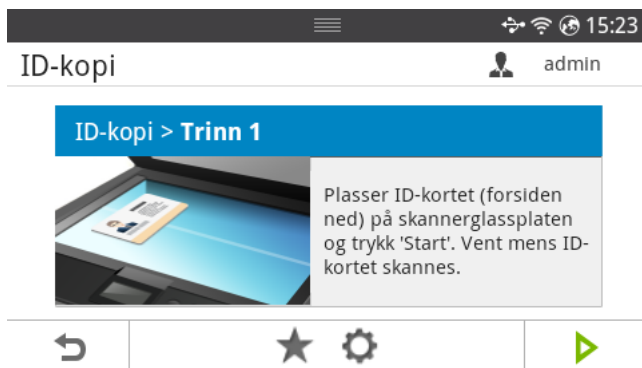 15:23
ID-kopi
admin
ID-kopi > Trinn 1
Plasser ID-kortet (forsiden
ned) på skannerglassplaten
og trykk 'Start'. Vent mens ID-
kortet skannes.